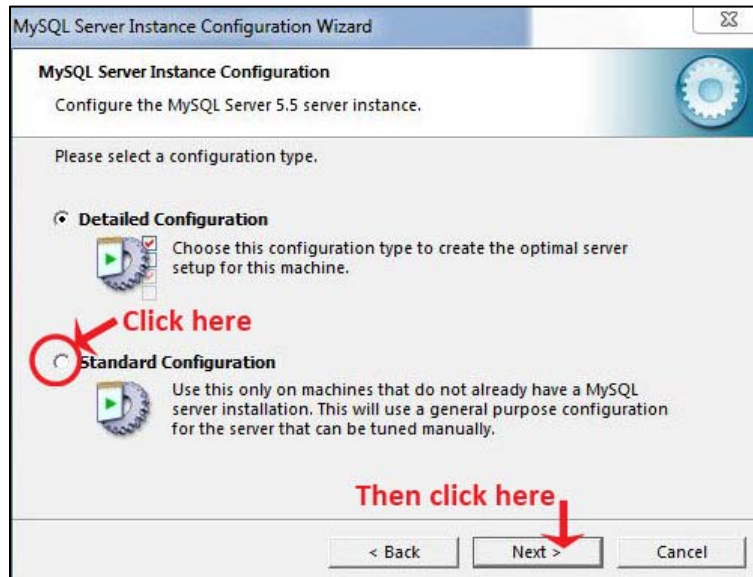 MySQL Server Instance Configuration Wizard
MySQL Server Instance Configuration
Configure the MySQL Server 5.5 server instance.
Please select a configuration type.
Detailed Configuration
Choose this configuration type to create the optimal server
setup for this machine.
Click here
Standard Configuration
Use this only on machines that do not already have a MySQL
server installation. This will use a general purpose configuration
for the server that can be tuned manually.
Then click here
< Back Next > Cancel